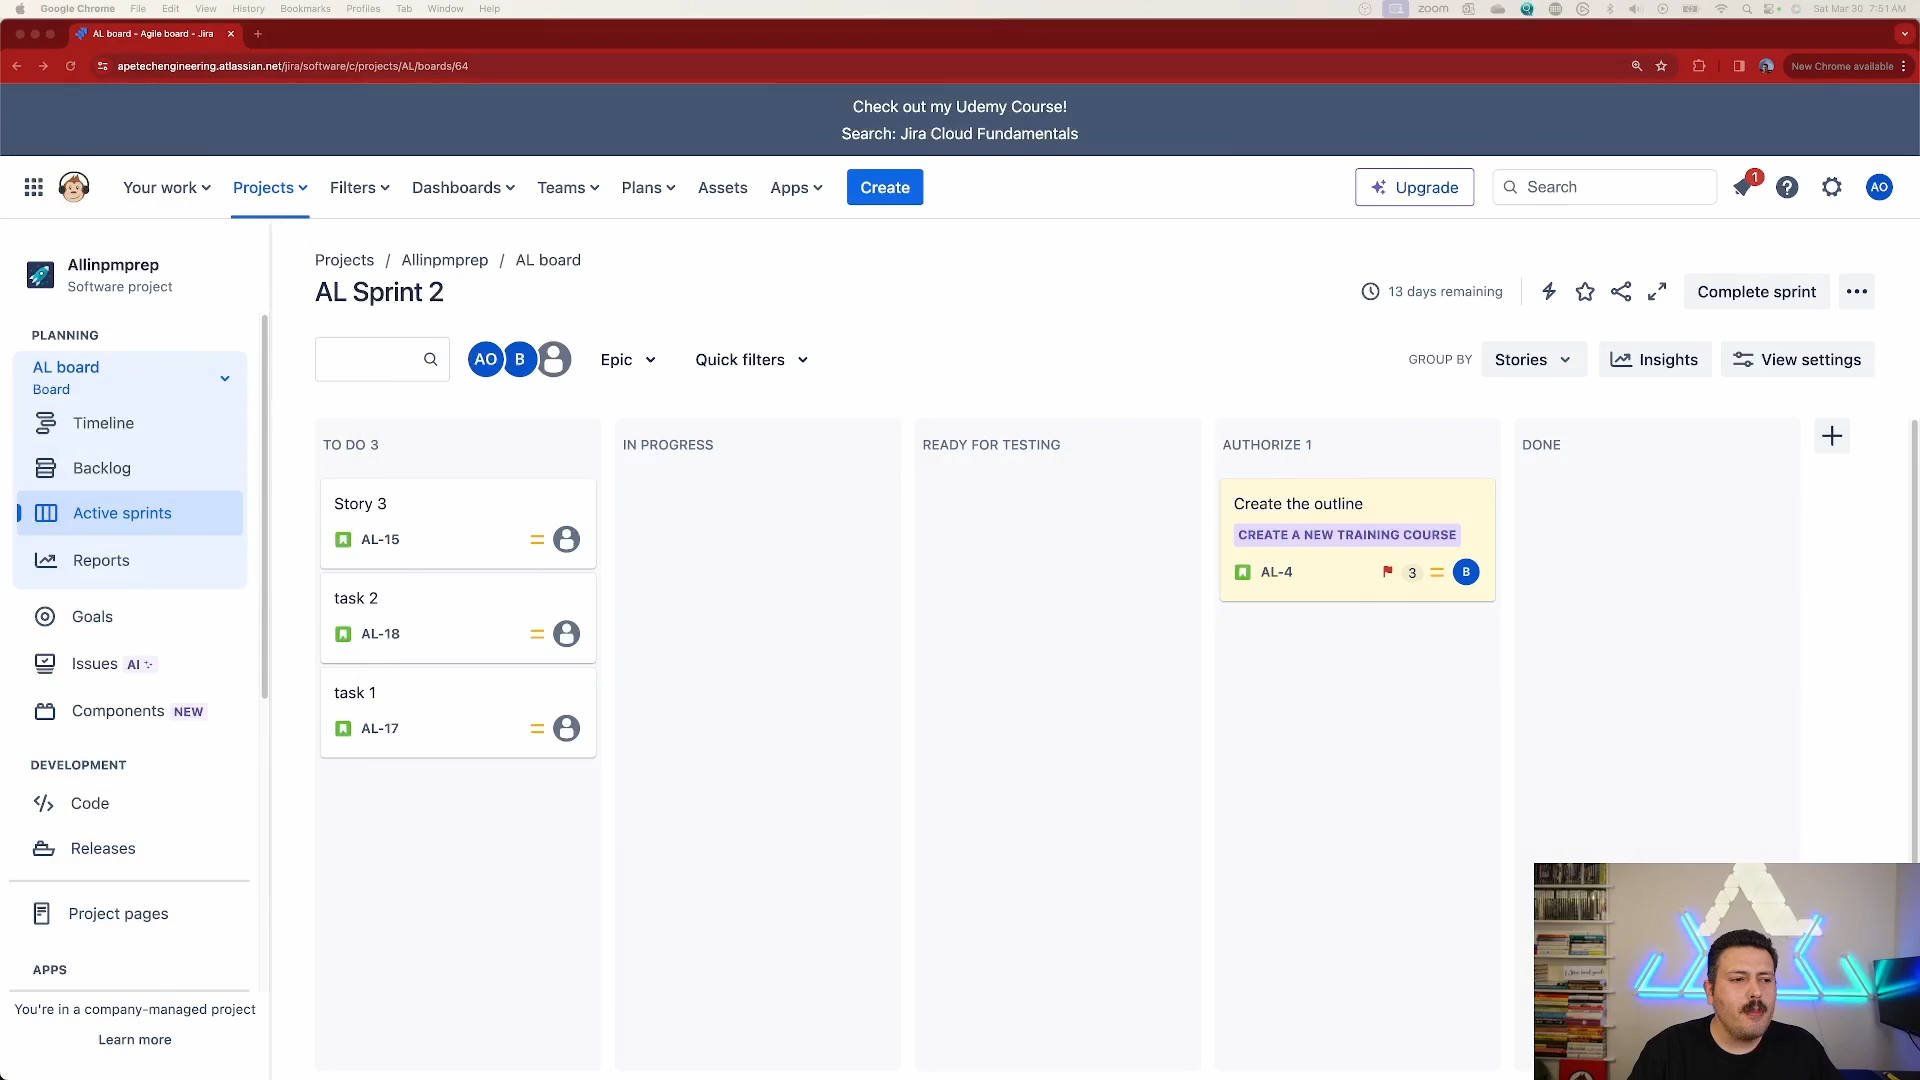 Google Chrome File Edit View History Bookmarks Profiles Tab Window Help
zoom Sat Mar 30 7:51 AM
AL board - Agile board - Jira
apetechengineering.atlassian.net/jira/software/c/projects/AL/boards/64
New Chrome available
Check out my Udemy Course!
Search: Jira Cloud Fundamentals
Your work Projects Filters Dashboards Teams Plans Assets Apps Create
Upgrade Search 1 AO
Allinpmprep
Software project
PLANNING
AL board
Board
Timeline
Backlog
Active sprints
Reports
Goals
Issues AI
Components NEW
DEVELOPMENT
Code
Releases
Project pages
APPS
You're in a company-managed project
Learn more
Projects / Allinpmprep / AL board
AL Sprint 2
13 days remaining Complete sprint
AO B Epic Quick filters
GROUP BY Stories Insights View settings
TO DO 3
Story 3
AL-15
task 2
AL-18
task 1
AL-17
IN PROGRESS
READY FOR TESTING
AUTHORIZE 1
Create the outline
CREATE A NEW TRAINING COURSE
AL-4 3 B
DONE